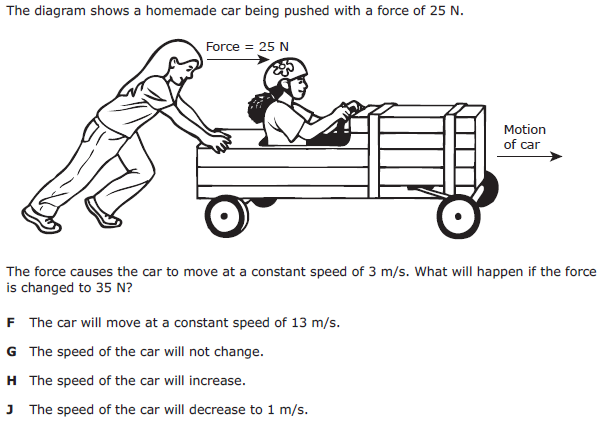 The diagram shows a homemade car being pushed with a force of 25 N.
Force = 25 N
Motion
of car
The force causes the car to move at a constant speed of 3 m/s. What will happen if the force
is changed to 35 N?
F The car will move at a constant speed of 13 m/s.
G The speed of the car will not change.
H The speed of the car will increase.
J The speed of the car will decrease to 1 m/s.